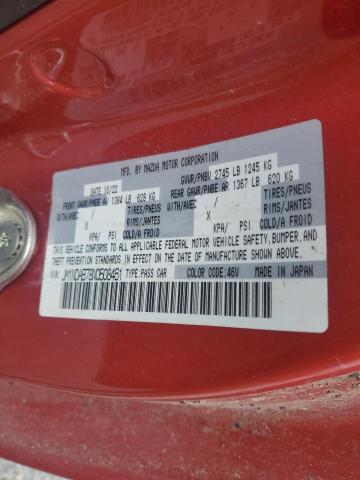 MFD. BY MAZDA MOTOR CORPORATION
DATE 10/22 GVWR/PNBV 2745 LB 1245 KG
FRONT GAWR/PNBE AV 1384 LB 628 KG REAR GAWR/PNBE AR 1367 LB 620 KG
WITH/AVEC / TIRES/PNEUS WITH/AVEC / TIRES/PNEUS
X RIMS/JANTES X RIMS/JANTES
KPA/ PSI COLD/A FROID KPA/ PSI COLD/A FROID
CONFORMS TO ALL APPLICABLE FEDERAL MOTOR VEHICLE SAFETY, BUMPER, AND
THEFT PREVENTION STANDARDS IN EFFECT ON THE DATE OF MANUFACTURE SHOWN ABOVE.
VIN: JM1NDAB78N0508461 TYPE: PASS CAR COLOR CODE: 46V MADE IN JAPAN